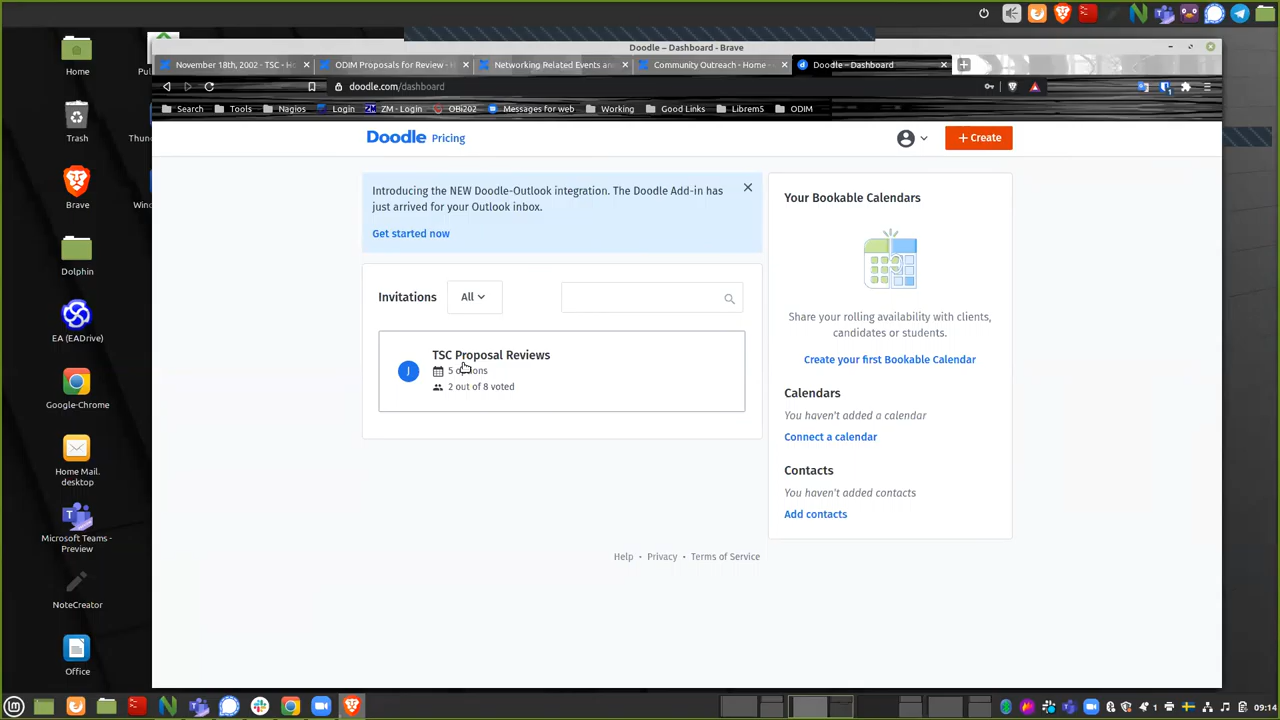 Doodle – Dashboard - Brave
November 18th, 2002 - TSC - Ho
ODIM Proposals for Review - H
Networking Related Events an
Community Outreach - Home -
Doodle – Dashboard
doodle.com/dashboard
Search
Tools
Nagios
Login
ZM - Login
OBi202
Messages for web
Working
Good Links
Librem5
ODIM
Doodle Pricing
+ Create
Introducing the NEW Doodle-Outlook integration. The Doodle Add-in has
just arrived for your Outlook inbox.
Get started now
Invitations
All
J
TSC Proposal Reviews
2 out of 8 voted
Your Bookable Calendars
Share your rolling availability with clients,
candidates or students.
Create your first Bookable Calendar
Calendars
You haven't added a calendar
Connect a calendar
Contacts
You haven't added contacts
Add contacts
Help • Privacy • Terms of Service
Home
Trash
Brave
Dolphin
EA (EADrive)
Google-Chrome
Home Mail.
desktop
Microsoft Teams -
Preview
NoteCreator
Office
09:14